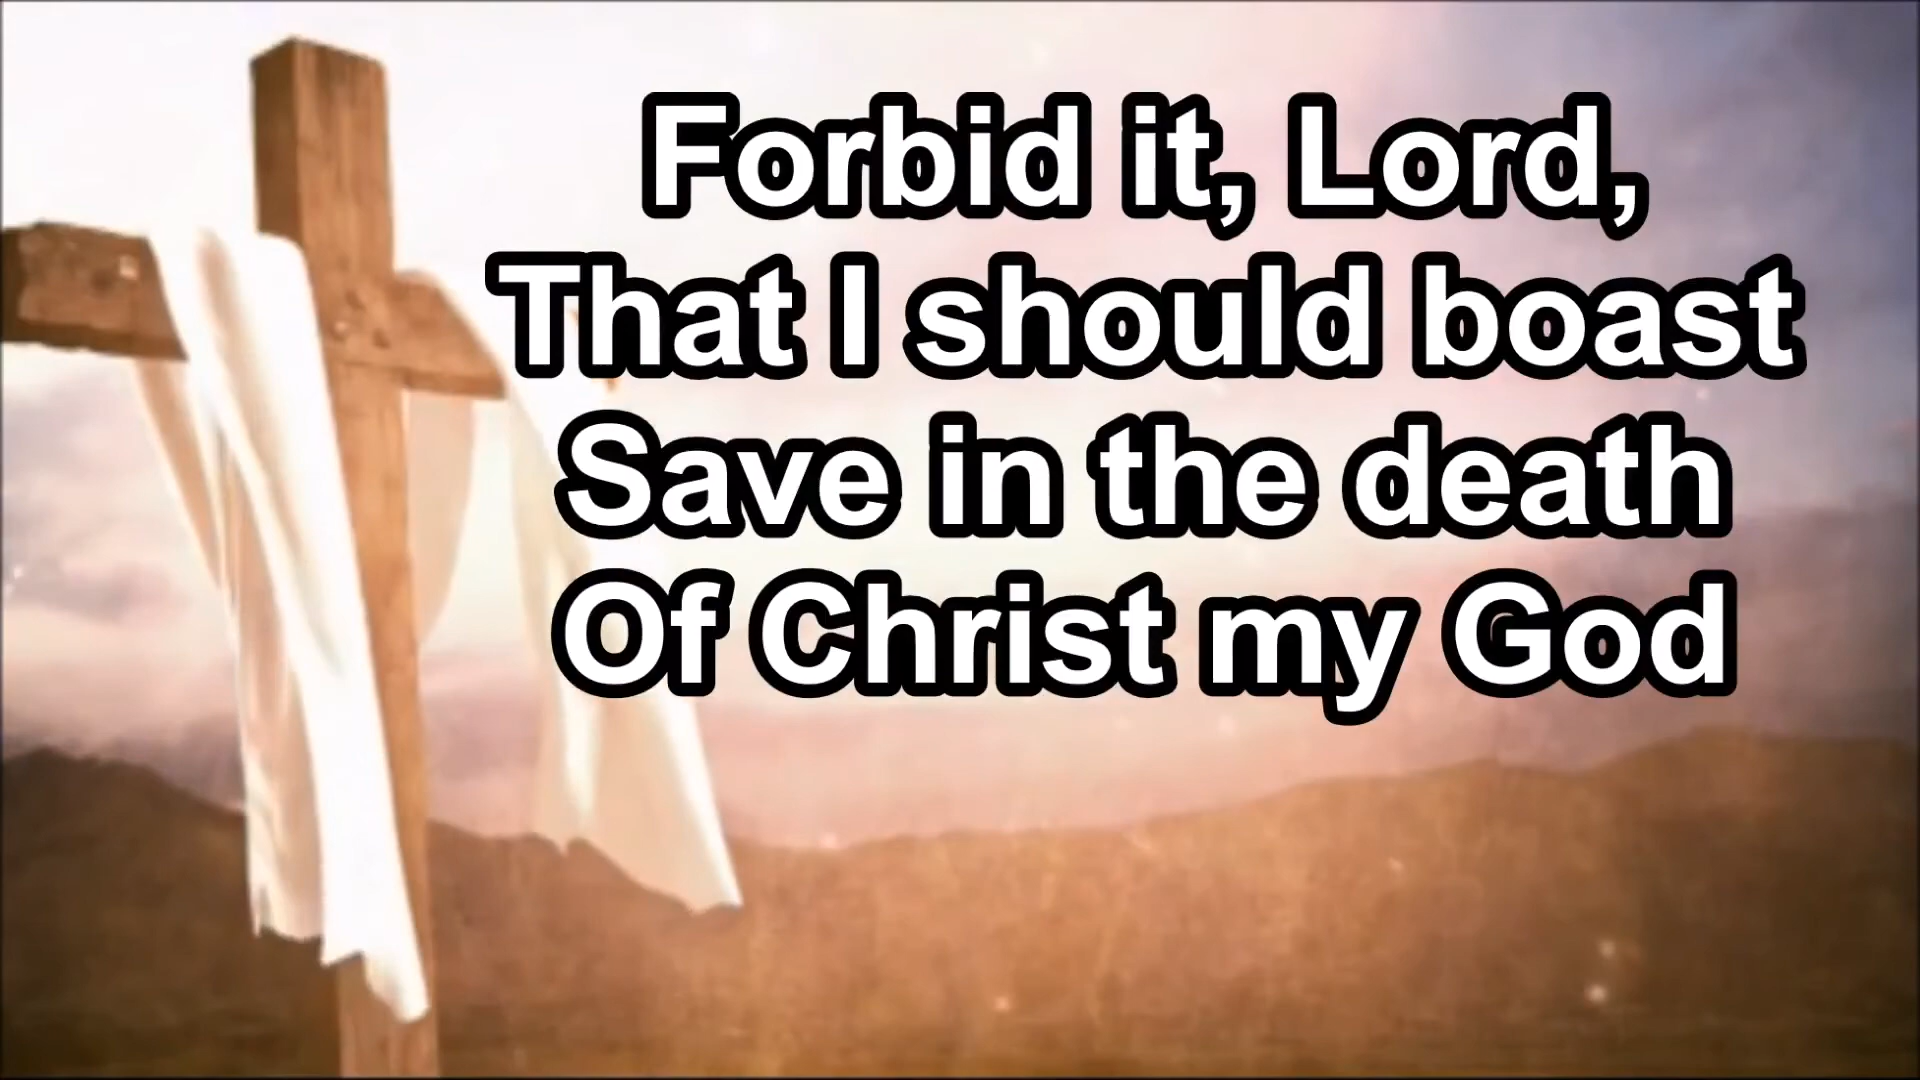 Forbid it, Lord,
That I should boast
Save in the death
Of Christ my God